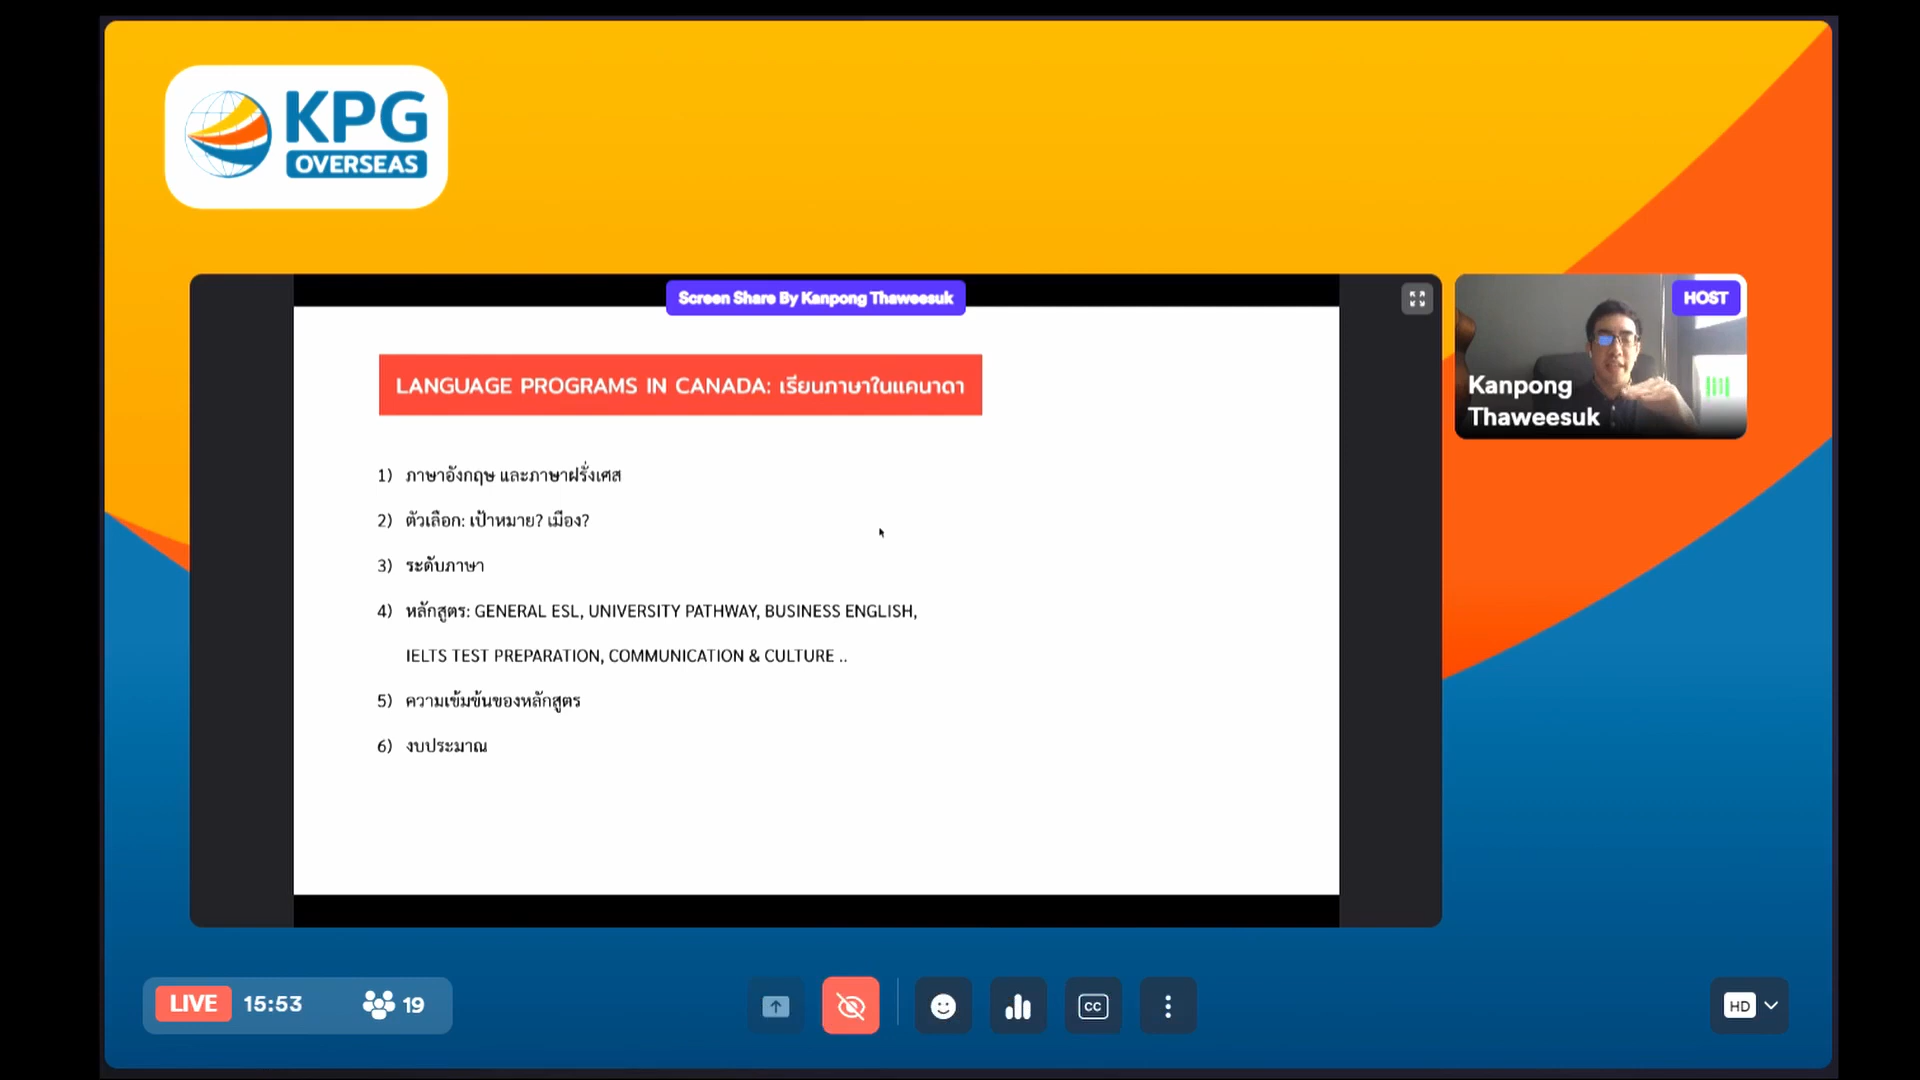 KPG
OVERSEAS
Screen Share By Kanpong Thaweesuk
HOST
Kanpong
Thaweesuk
LANGUAGE PROGRAMS IN CANADA: เรียนภาษาในแคนาดา
1) ภาษาอังกฤษ และภาษาฝรั่งเศส
2) ตัวเลือก: เป้าหมาย? เมือง?
3) ระดับภาษา
4) หลักสูตร: GENERAL ESL, UNIVERSITY PATHWAY, BUSINESS ENGLISH,
IELTS TEST PREPARATION, COMMUNICATION & CULTURE ..
5) ความเข้มข้นของหลักสูตร
6) งบประมาณ
LIVE 15:53 19
CC
HD